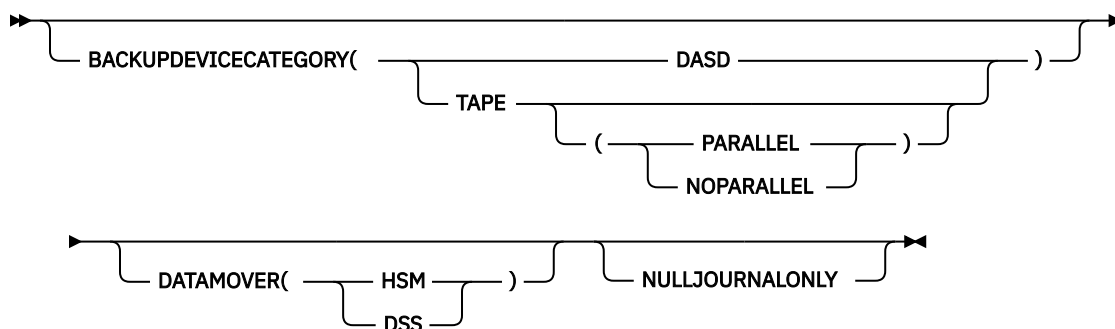 BACKUPDEVICECATEGORY( DASD )
TAPE
( PARALLEL )
NOPARALLEL
DATAMOVER( HSM ) NULLJOURNALONLY
DSS